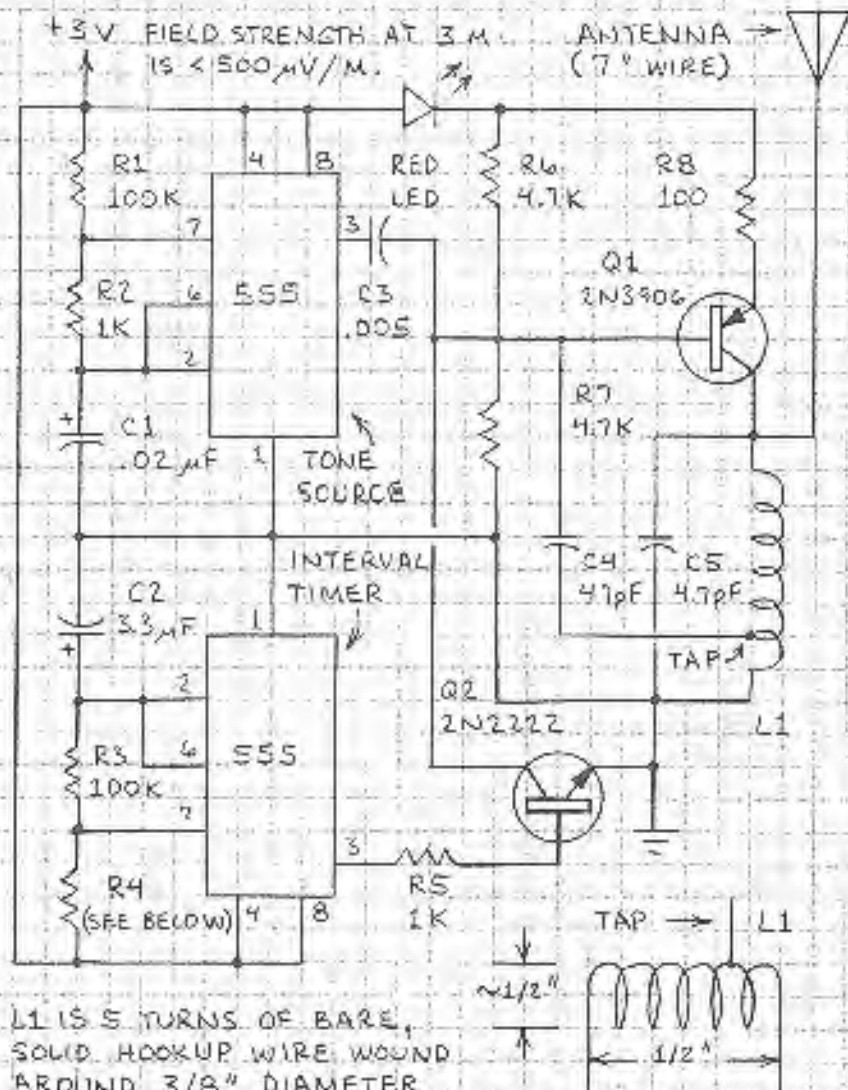 +3 V FIELD STRENGTH AT 3 M
IS < 500 μV/M.
ANTENNA →
(7" WIRE)
R1
100K
4
8
RED
LED
R6
4.7K
R8
100
7
3
R2
1K
6
555
C3
.005
Q1
2N3906
2
R7
4.7K
+
C1
.02 μF
1
TONE
SOURCE
INTERVAL
TIMER
C2
3.3 μF
+
1
C4
47pF
C5
4.7pF
TAP
2
Q2
2N2222
L1
R3
100K
6
555
7
3
R4
(SEE BELOW)
4
8
R5
1K
TAP →
L1
~1/2"
1/2"
L1 IS 5 TURNS OF BARE,
SOLID HOOKUP WIRE WOUND
AROUND 3/8" DIAMETER